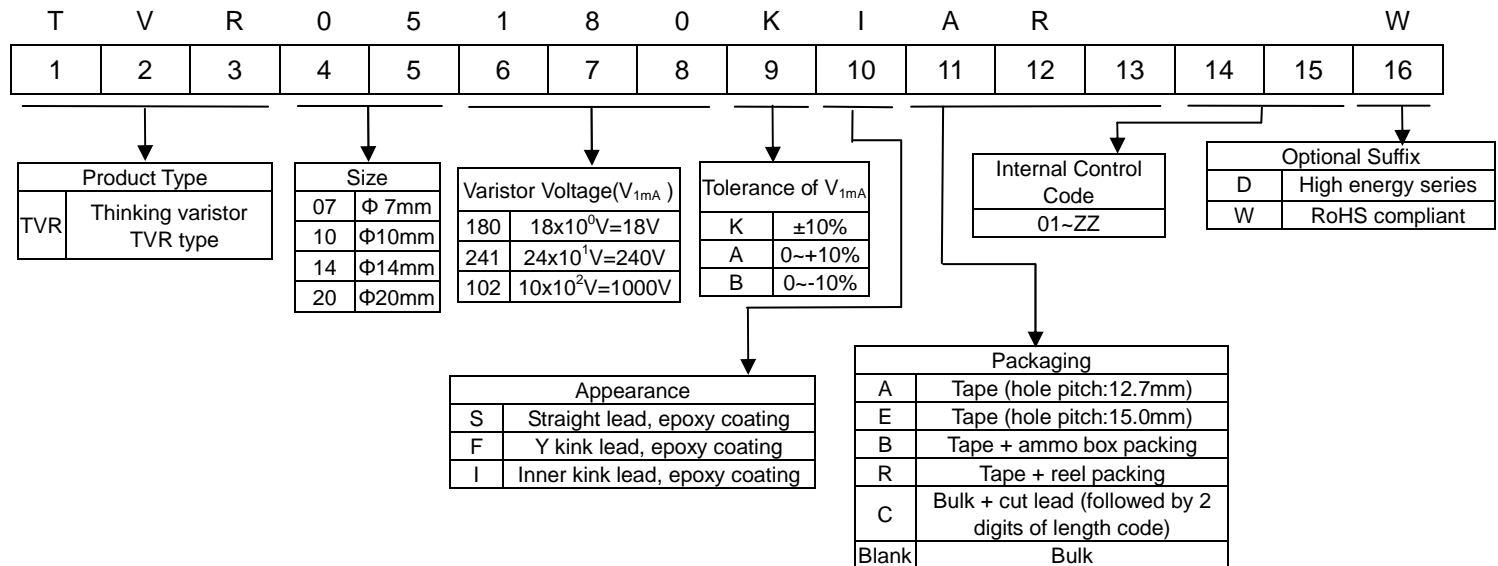 T V R 0 5 1 8 0 K I A R W
1 2 3 4 5 6 7 8 9 10 11 12 13 14 15 16
Product Type
TVR Thinking varistor
TVR type
Size
07 Φ 7mm
10 Φ10mm
14 Φ14mm
20 Φ20mm
Varistor Voltage(V1mA )
180 18x10⁰V=18V
241 24x10¹V=240V
102 10x10²V=1000V
Tolerance of V1mA
K ±10%
A 0~+10%
B 0~-10%
Internal Control
Code
01~ZZ
Optional Suffix
D High energy series
W RoHS compliant
Appearance
S Straight lead, epoxy coating
F Y kink lead, epoxy coating
I Inner kink lead, epoxy coating
Packaging
A Tape (hole pitch:12.7mm)
E Tape (hole pitch:15.0mm)
B Tape + ammo box packing
R Tape + reel packing
C Bulk + cut lead (followed by 2
digits of length code)
Blank Bulk